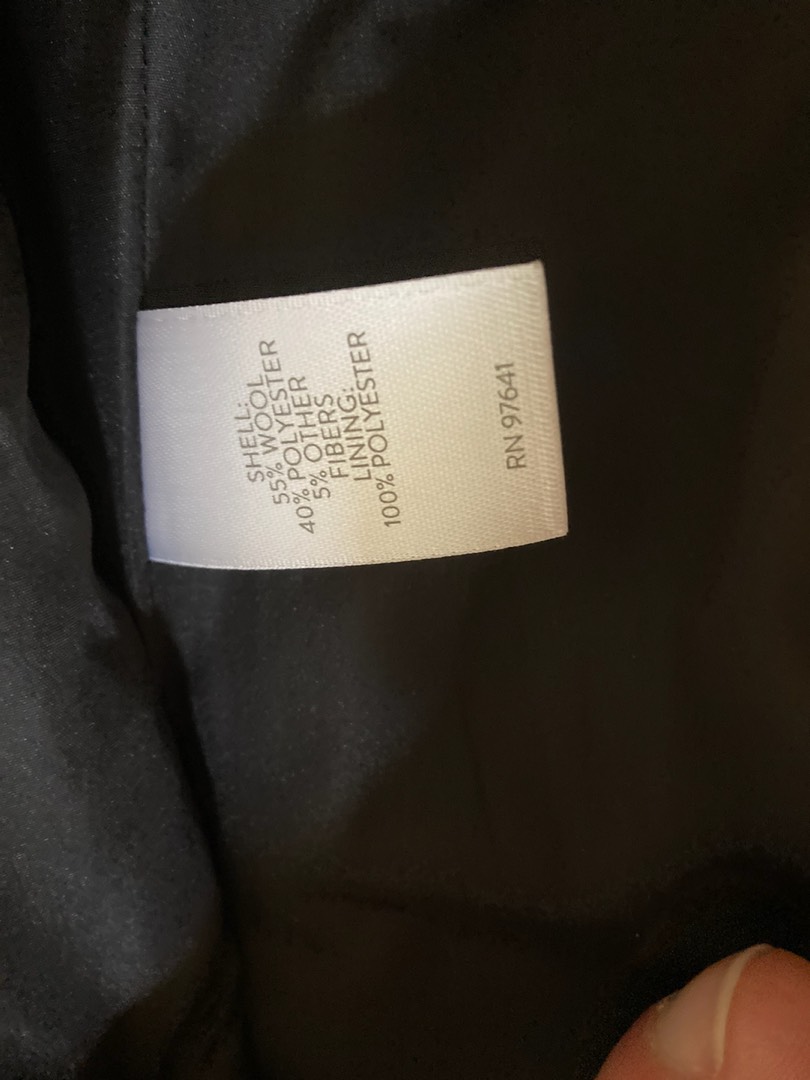 SHELL:
55% WOOL
40% POLYESTER
5% OTHER
FIBERS
LINING:
100% POLYESTER
RN 97641